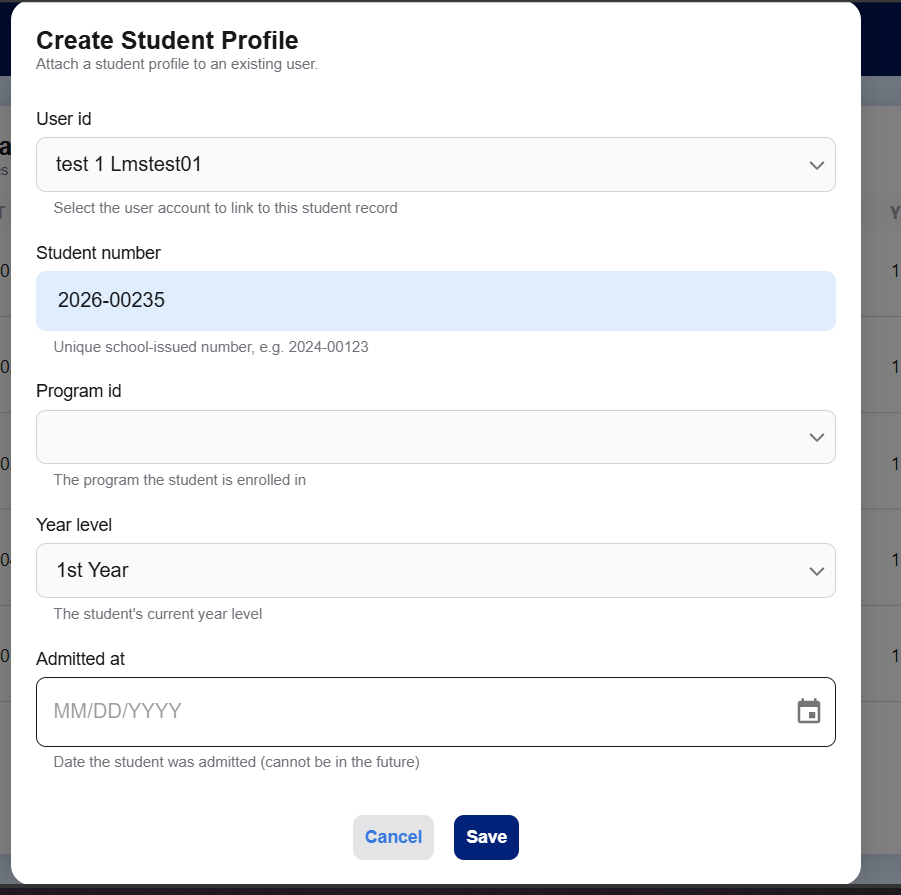 Create Student Profile
Attach a student profile to an existing user.
User id
test 1 Lmstest01
Select the user account to link to this student record
Student number
2026-00235
Unique school-issued number, e.g. 2024-00123
Program id
The program the student is enrolled in
Year level
1st Year
The student's current year level
Admitted at
MM/DD/YYYY
Date the student was admitted (cannot be in the future)
Cancel Save